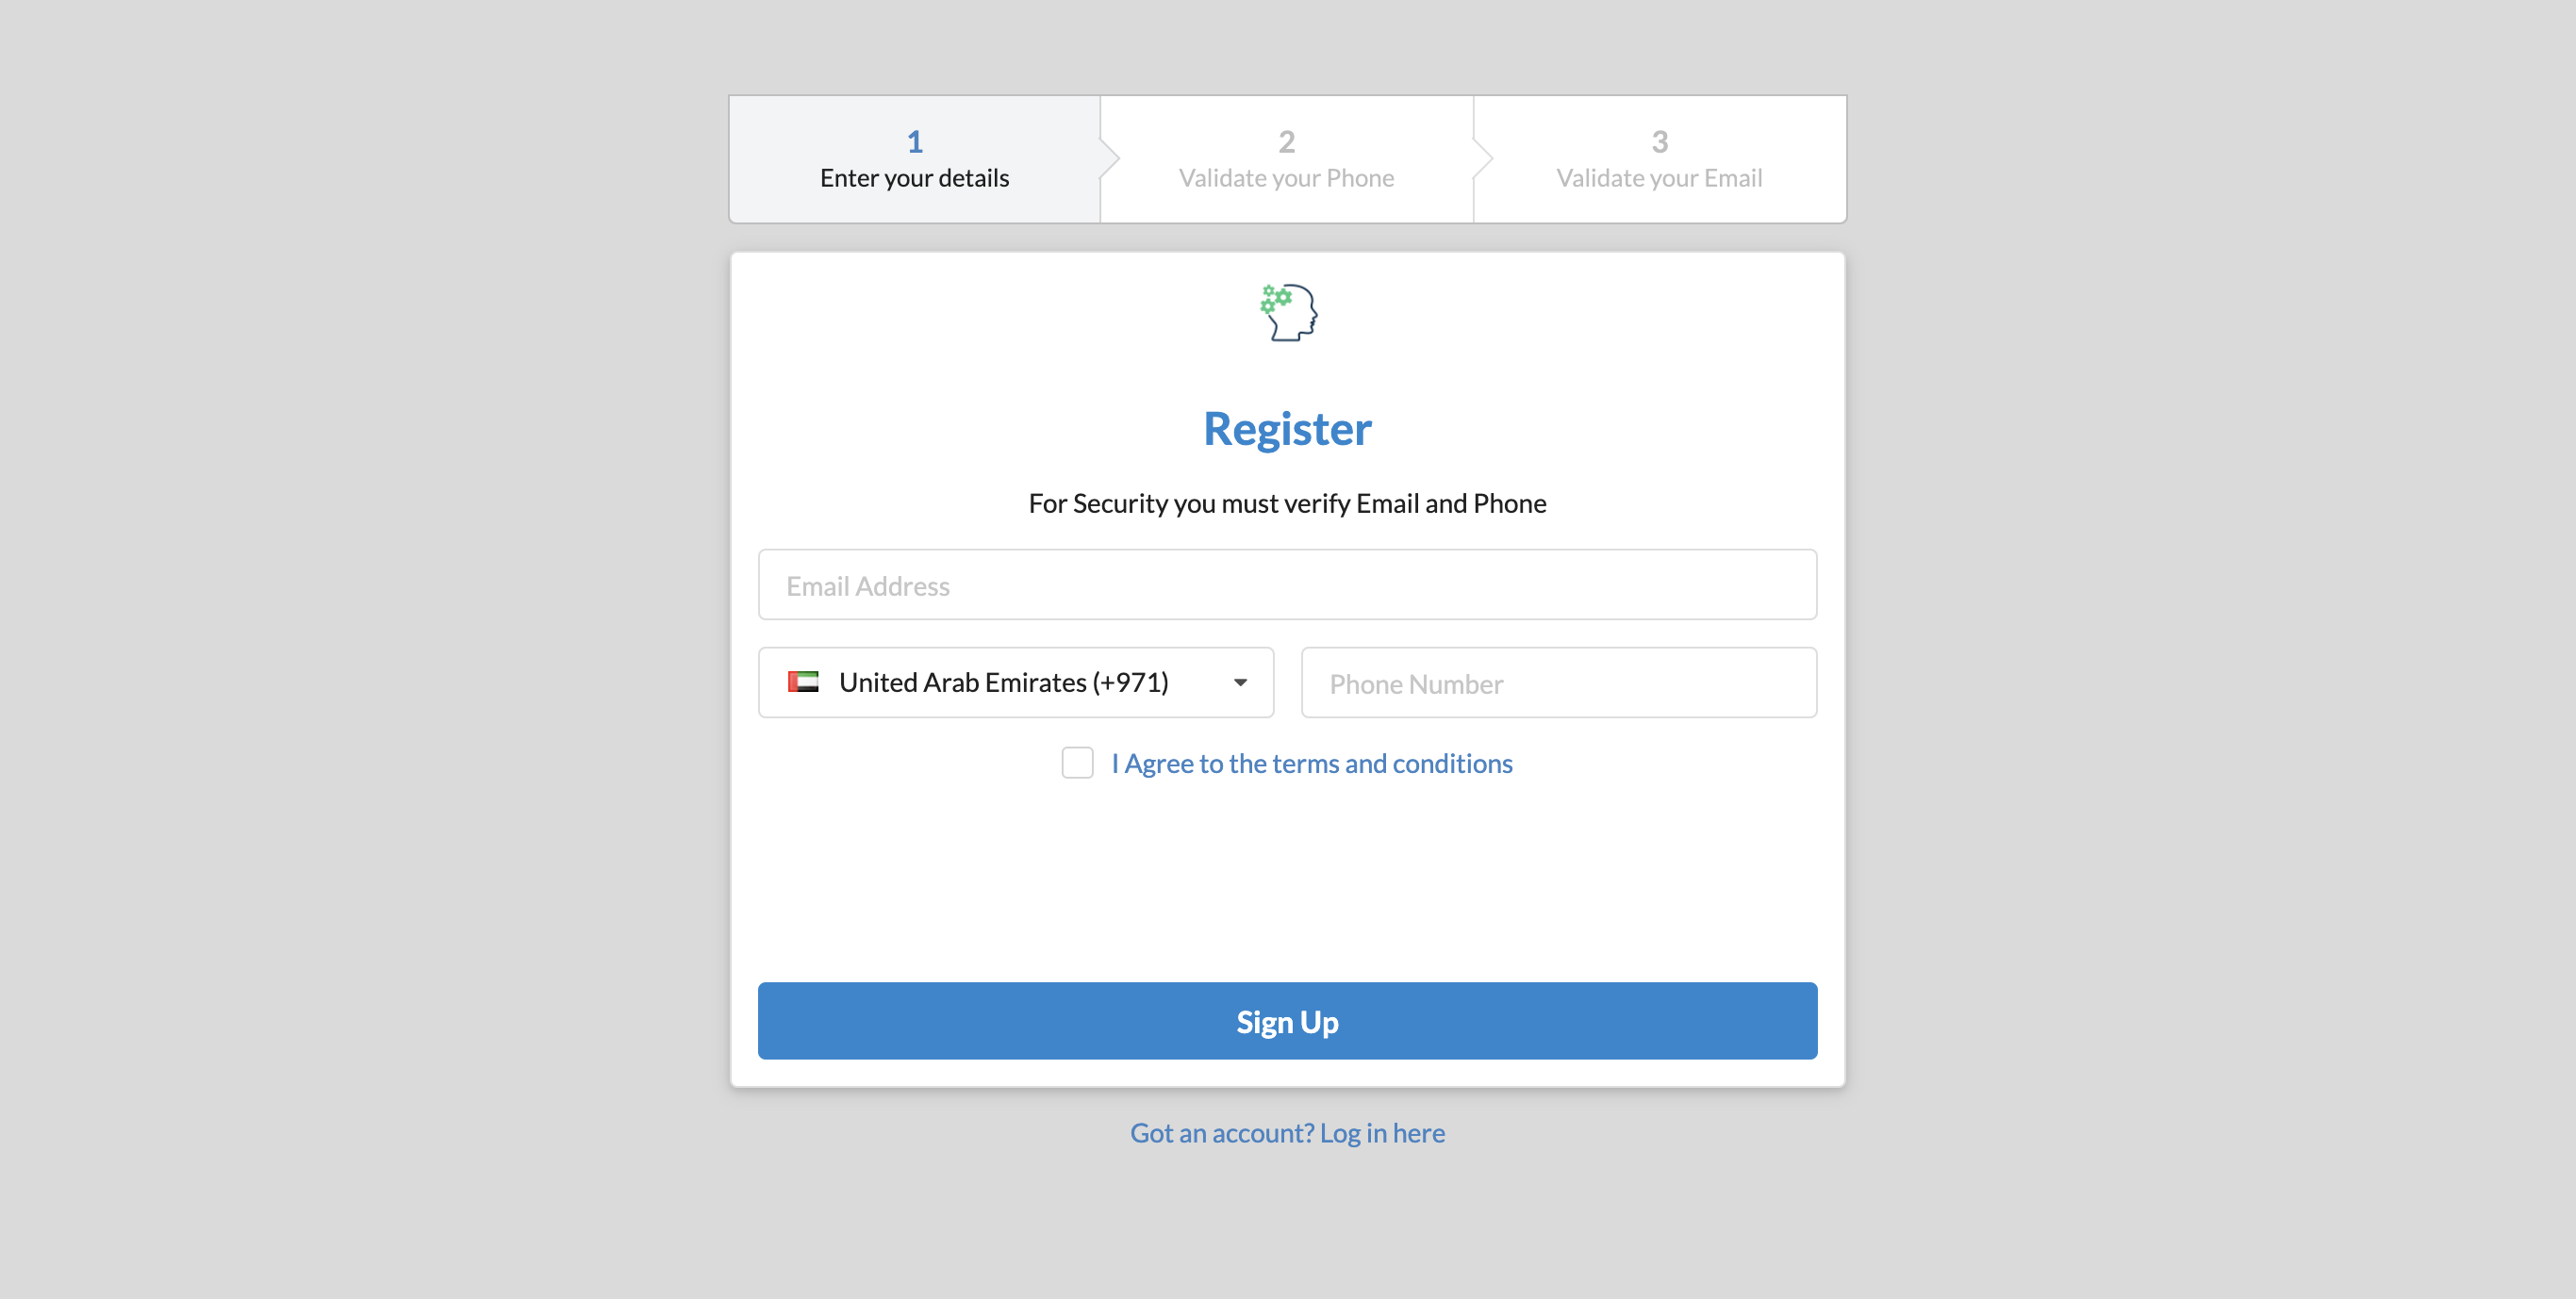 1
Enter your details
2
Validate your Phone
3
Validate your Email
Register
For Security you must verify Email and Phone
Email Address
United Arab Emirates (+971)
Phone Number
I Agree to the terms and conditions
Sign Up
Got an account? Log in here